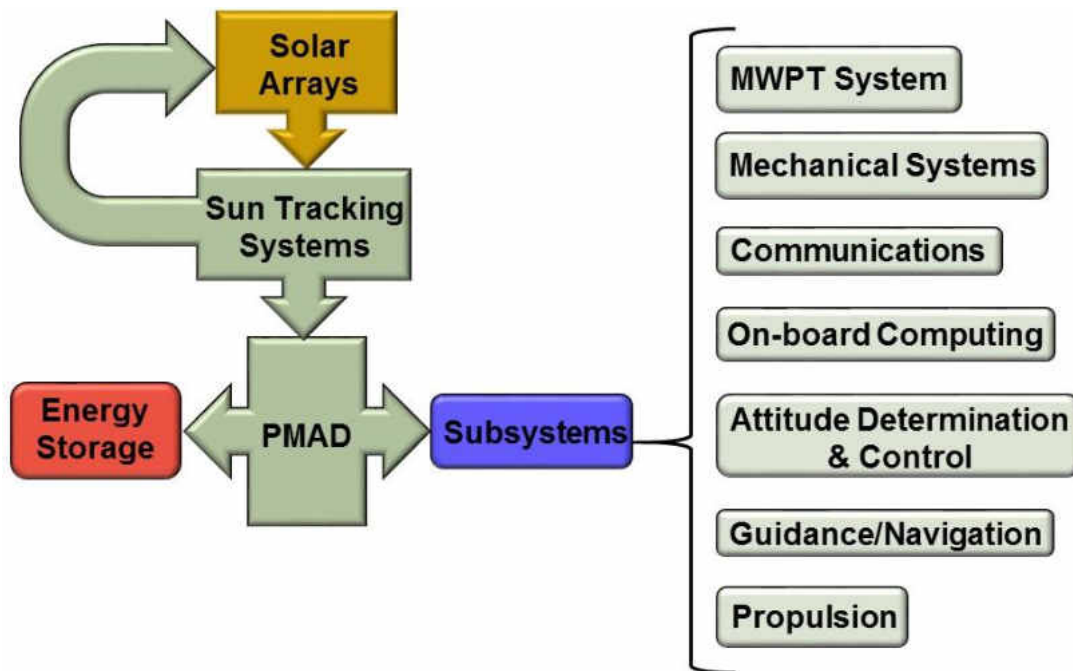 Solar
Arrays
Sun Tracking
Systems
Energy
Storage
PMAD
Subsystems
MWPT System
Mechanical Systems
Communications
On-board Computing
Attitude Determination
& Control
Guidance/Navigation
Propulsion